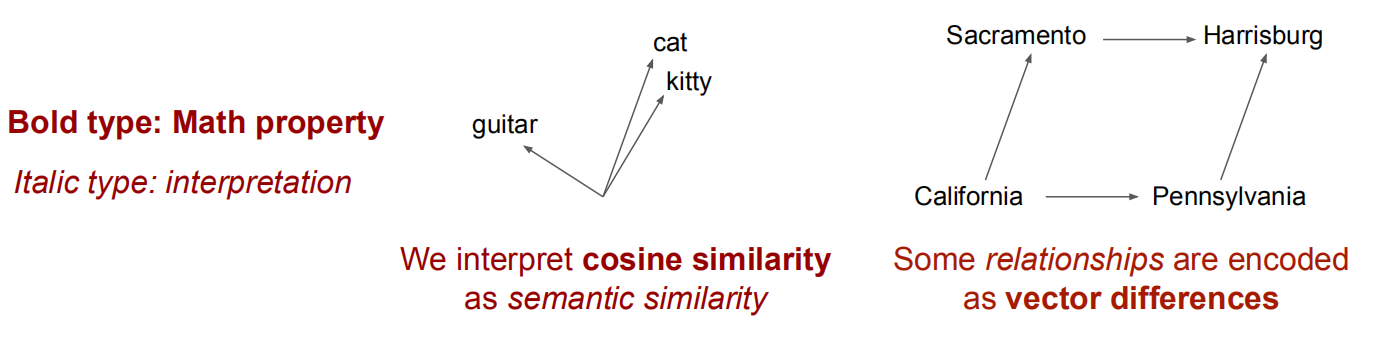 Bold type: Math property
Italic type: interpretation
cat
kitty
guitar
We interpret cosine similarity
as semantic similarity
Sacramento
Harrisburg
California
Pennsylvania
Some relationships are encoded
as vector differences